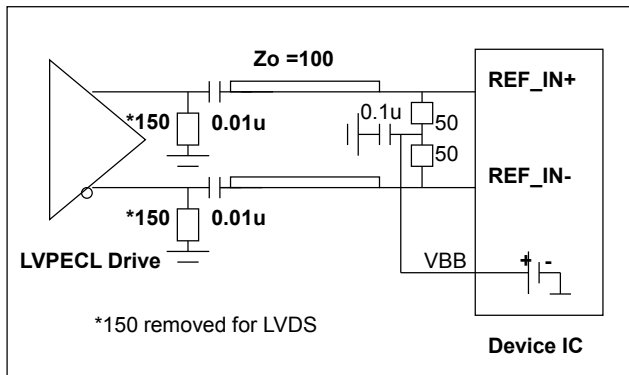 Zo =100
REF_IN+
*150
0.01u
0.1u
50
50
REF_IN-
*150
0.01u
LVPECL Drive
VBB
+ -
*150 removed for LVDS
Device IC